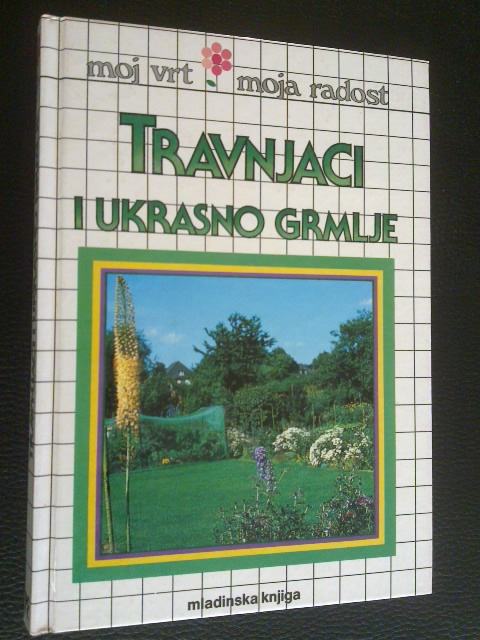 moj vrt moja radost
TRAVNJACI
I UKRASNO GRMLJE
mladinska knjiga